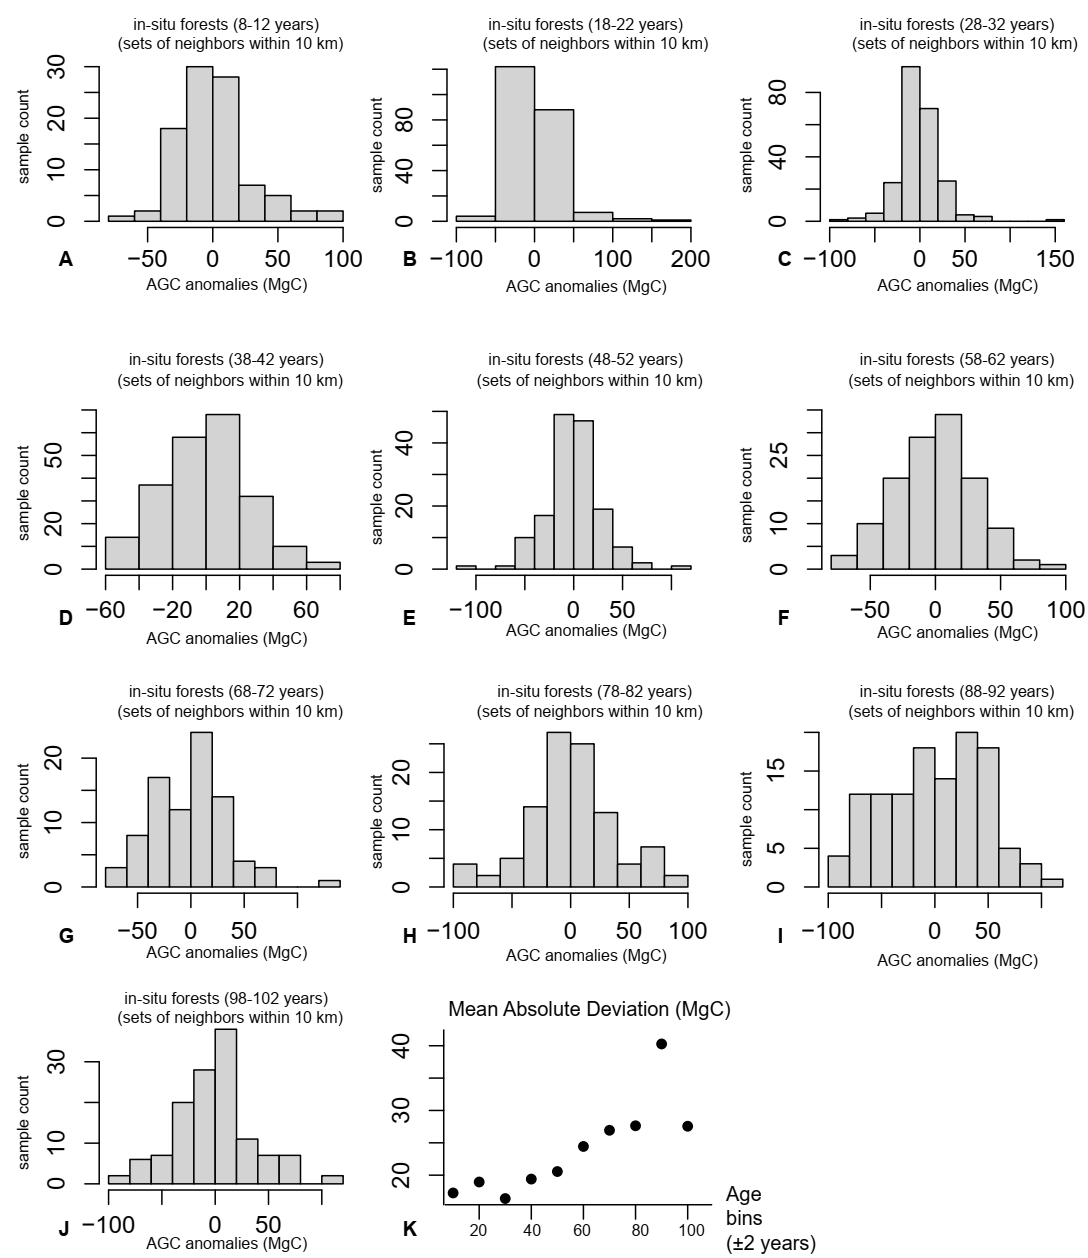 in-situ forests (8-12 years)
(sets of neighbors within 10 km)
sample count
0 10 20 30
−50 0 50 100
A
AGC anomalies (MgC)
in-situ forests (18-22 years)
(sets of neighbors within 10 km)
sample count
0 40 80
−100 0 100 200
B
AGC anomalies (MgC)
in-situ forests (28-32 years)
(sets of neighbors within 10 km)
sample count
0 40 80
−100 0 50 150
C
AGC anomalies (MgC)
in-situ forests (38-42 years)
(sets of neighbors within 10 km)
sample count
0 20 50
−60 −20 20 60
D
AGC anomalies (MgC)
in-situ forests (48-52 years)
(sets of neighbors within 10 km)
sample count
0 20 40
−100 0 50
E
AGC anomalies (MgC)
in-situ forests (58-62 years)
(sets of neighbors within 10 km)
sample count
0 10 25
−50 0 50 100
F
AGC anomalies (MgC)
in-situ forests (68-72 years)
(sets of neighbors within 10 km)
sample count
0 10 20
−50 0 50
G
AGC anomalies (MgC)
in-situ forests (78-82 years)
(sets of neighbors within 10 km)
sample count
0 10 20
−100 0 50 100
H
AGC anomalies (MgC)
in-situ forests (88-92 years)
(sets of neighbors within 10 km)
sample count
0 5 15
−100 0 50
I
AGC anomalies (MgC)
in-situ forests (98-102 years)
(sets of neighbors within 10 km)
sample count
0 10 30
−100 0 50
J
AGC anomalies (MgC)
Mean Absolute Deviation (MgC)
20 30 40
20 40 60 80 100
K
Age
bins
(±2 years)